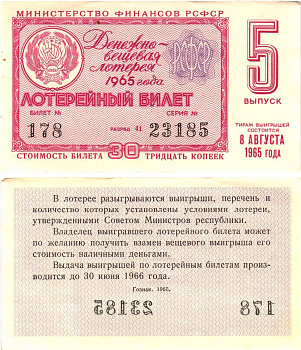 МИНИСТЕРСТВО ФИНАНСОВ РСФСР
Денежно-
вещевая
лотерея
1965 года
РСФСР
5
ВЫПУСК
ЛОТЕРЕЙНЫЙ БИЛЕТ
БИЛЕТ № СЕРИЯ №
178 РАЗРЯД 41 23185
ТИРАЖ ВЫИГРЫШЕЙ
СОСТОИТСЯ
8 АВГУСТА
1965 ГОДА
СТОИМОСТЬ БИЛЕТА 30 ТРИДЦАТЬ КОПЕЕК
В лотерее разыгрываются выигрыши, перечень и
количество которых установлены условиями лотереи,
утвержденными Советом Министров республики.
Владелец выигравшего лотерейного билета может
по желанию получить взамен вещевого выигрыша его
стоимость наличными деньгами.
Выдача выигрышей по лотерейным билетам произво-
дится до 30 июня 1966 года.
Гознак. 1965.
23185 178